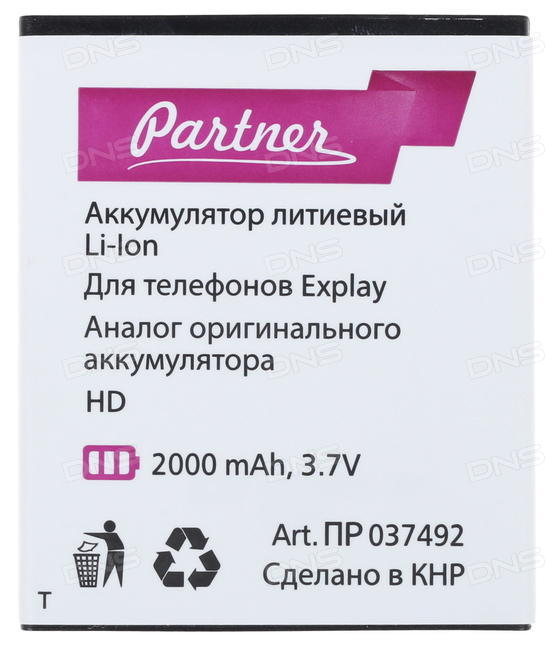 Partner
Аккумулятор литиевый
Li-Ion
Для телефонов Explay
Аналог оригинального
аккумулятора
HD
2000 mAh, 3.7V
Art. ПР 037492
Сделано в КНР
T
DNS